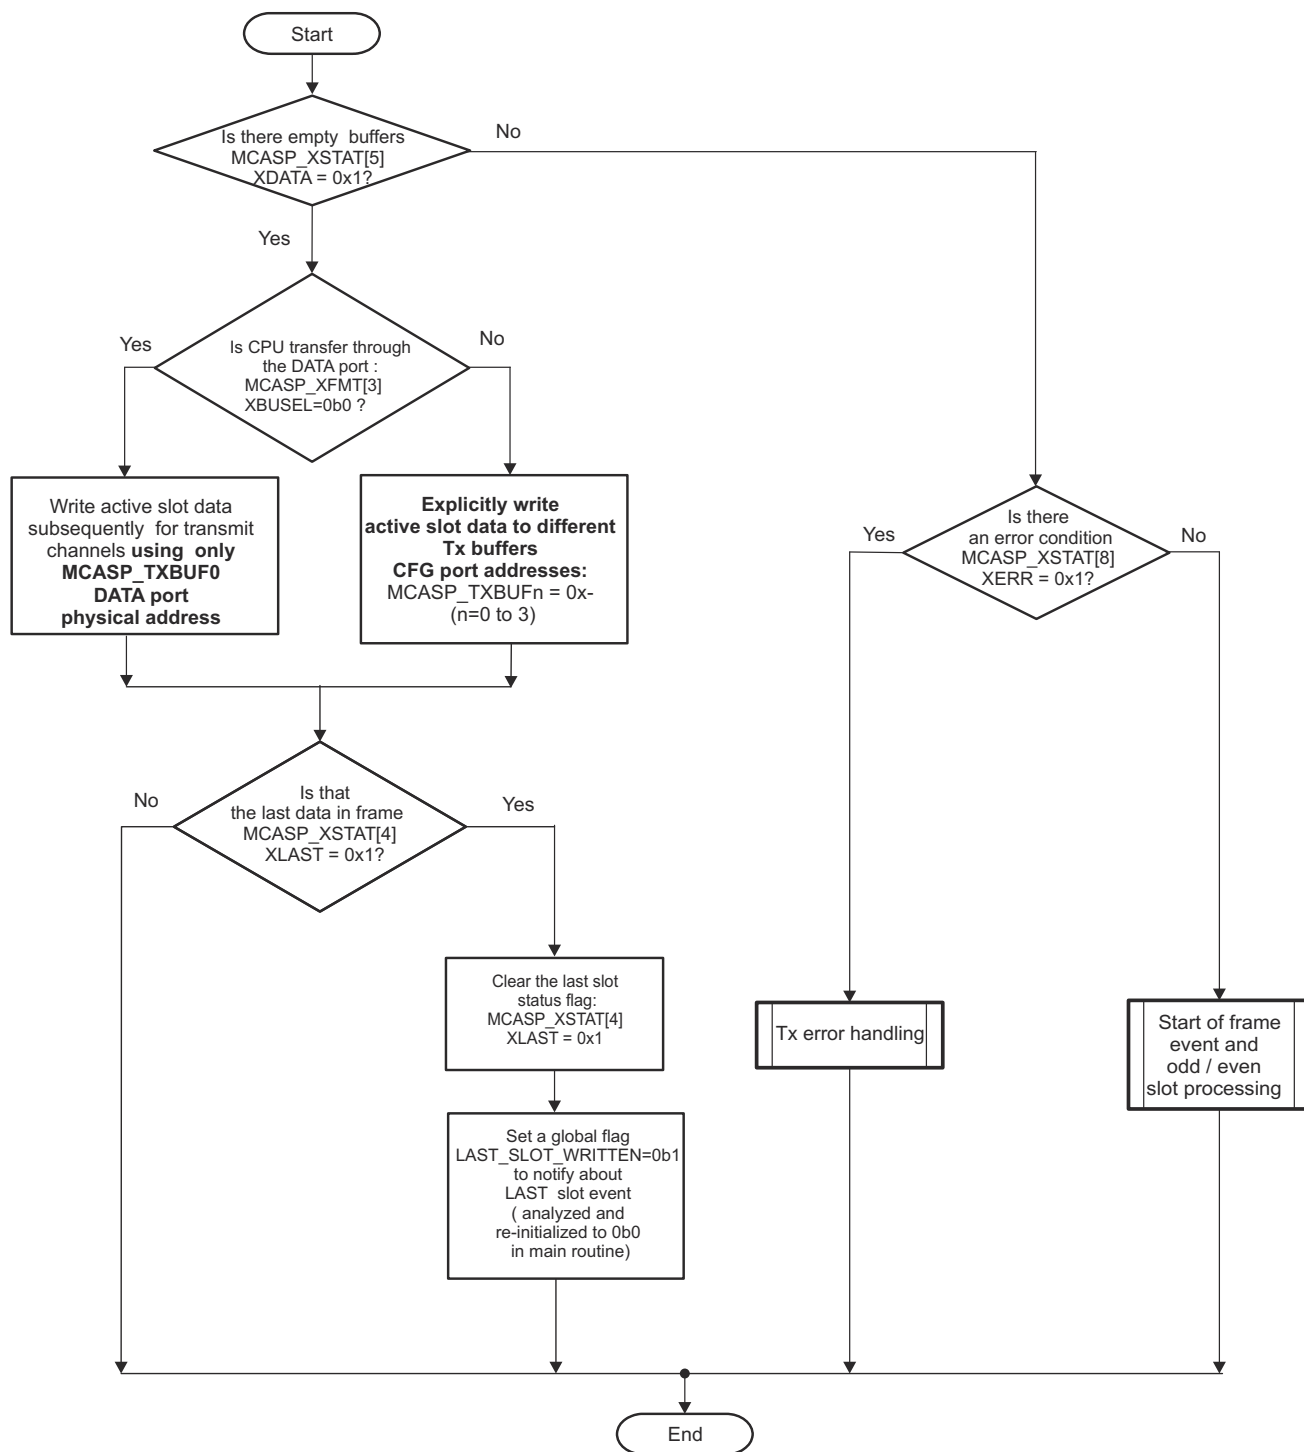 Start
Is there empty buffers
MCASP_XSTAT[5]
XDATA = 0x1?
No
Yes
Is CPU transfer through
the DATA port :
MCASP_XFMT[3]
XBUSEL=0b0 ?
Yes
No
Write active slot data
subsequently for transmit
channels using only
MCASP_TXBUF0
DATA port
physical address
Explicitly write
active slot data to different
Tx buffers
CFG port addresses:
MCASP_TXBUFn = 0x-
(n=0 to 3)
Is there
an error condition
MCASP_XSTAT[8]
XERR = 0x1?
Yes
No
Is that
the last data in frame
MCASP_XSTAT[4]
XLAST = 0x1?
No
Yes
Clear the last slot
status flag:
MCASP_XSTAT[4]
XLAST = 0x1
Tx error handling
Start of frame
event and
odd / even
slot processing
Set a global flag
LAST_SLOT_WRITTEN=0b1
to notify about
LAST slot event
( analyzed and
re-initialized to 0b0
in main routine)
End